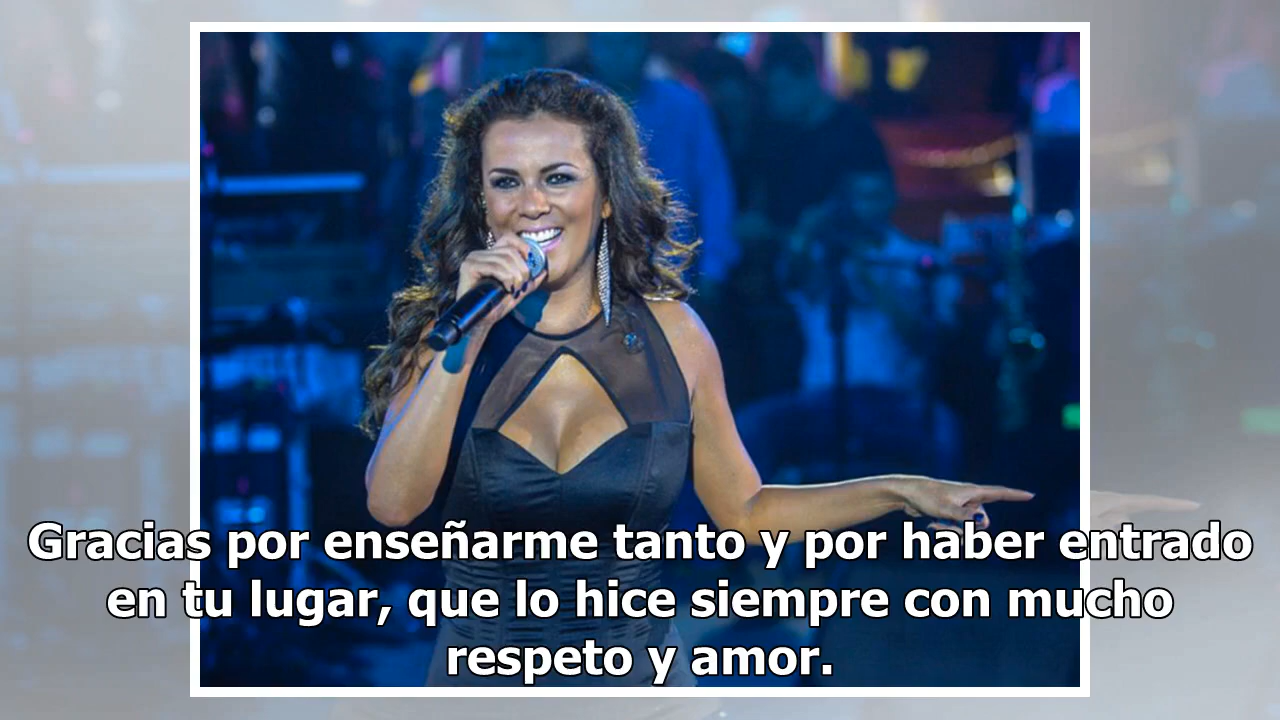 Gracias por enseñarme tanto y por haber entrado
en tu lugar, que lo hice siempre con mucho
respeto y amor.